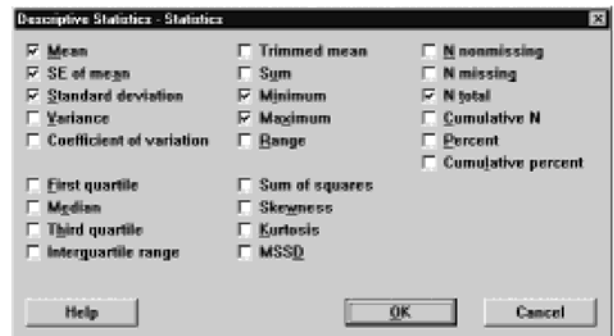 Descriptive Statistics - Statistics
Mean
SE of mean
Standard deviation
Variance
Coefficient of variation
First quartile
Median
Third quartile
Interquartile range
Trimmed mean
Sum
Minimum
Maximum
Range
Sum of squares
Skewness
Kurtosis
MSSD
N nonmissing
N missing
N total
Cumulative N
Percent
Cumulative percent
Help
OK
Cancel